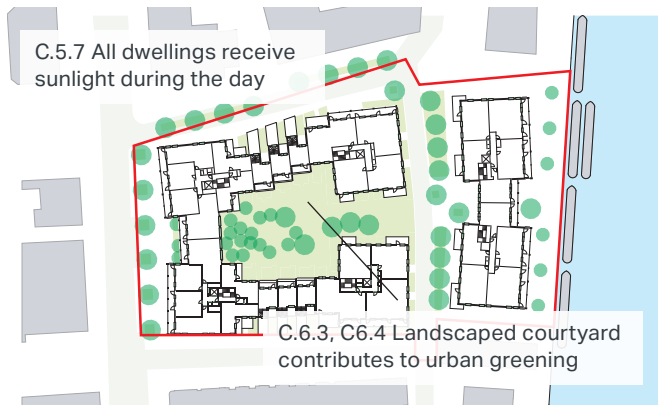 C.5.7 All dwellings receive
sunlight during the day
C.6.3, C6.4 Landscaped courtyard
contributes to urban greening